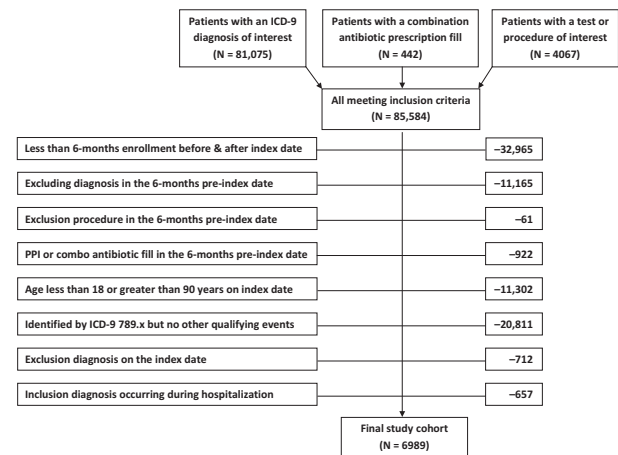 Patients with an ICD-9
diagnosis of interest
(N = 81,075)
Patients with a combination
antibiotic prescription fill
(N = 442)
Patients with a test or
procedure of interest
(N = 4067)
All meeting inclusion criteria
(N = 85,584)
Less than 6-months enrollment before & after index date
–32,965
Excluding diagnosis in the 6-months pre-index date
–11,165
Exclusion procedure in the 6-months pre-index date
–61
PPI or combo antibiotic fill in the 6-months pre-index date
–922
Age less than 18 or greater than 90 years on index date
–11,302
Identified by ICD-9 789.x but no other qualifying events
–20,811
Exclusion diagnosis on the index date
–712
Inclusion diagnosis occurring during hospitalization
–657
Final study cohort
(N = 6989)